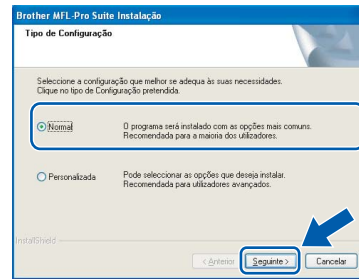 Brother MFL-Pro Suite Instalação
Tipo de Configuração
Seleccione a configuração que melhor se adequa às suas necessidades.
Clique no tipo de Configuração pretendida.
Normal
O programa será instalado com as opções mais comuns.
Recomendada para a maioria dos utilizadores.
Personalizada
Pode seleccionar as opções que deseja instalar.
Recomendada para utilizadores avançados.
InstallShield
< Anterior Seguinte > Cancelar